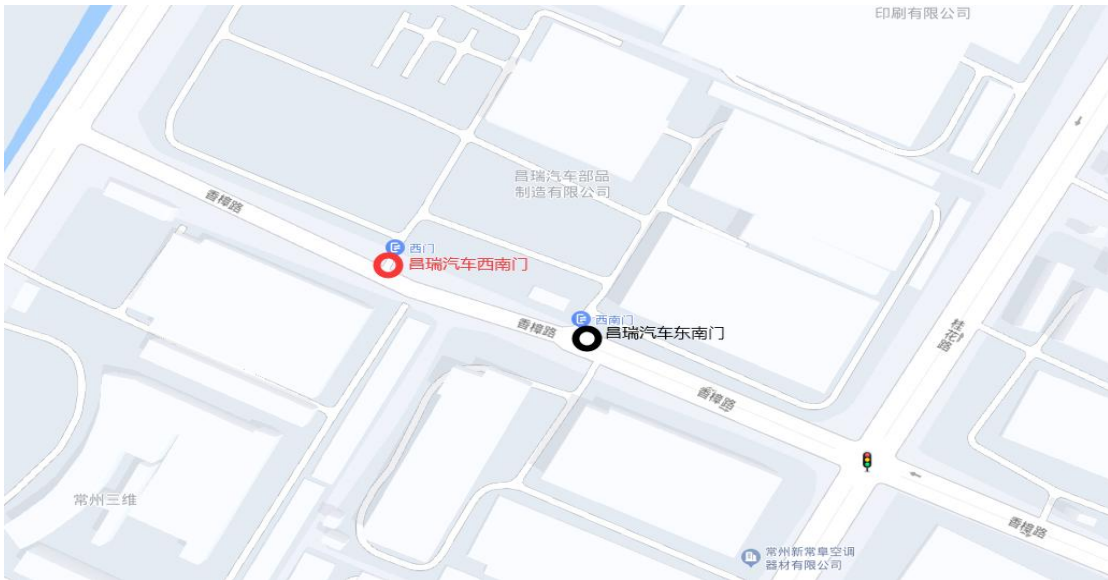 印刷有限公司
昌瑞汽车部品
制造有限公司
香樟路
西门
昌瑞汽车西南门
西南门
昌瑞汽车东南门
香樟路
桂花路
香樟路
常州三维
香樟路
常州新常阜空调
器材有限公司